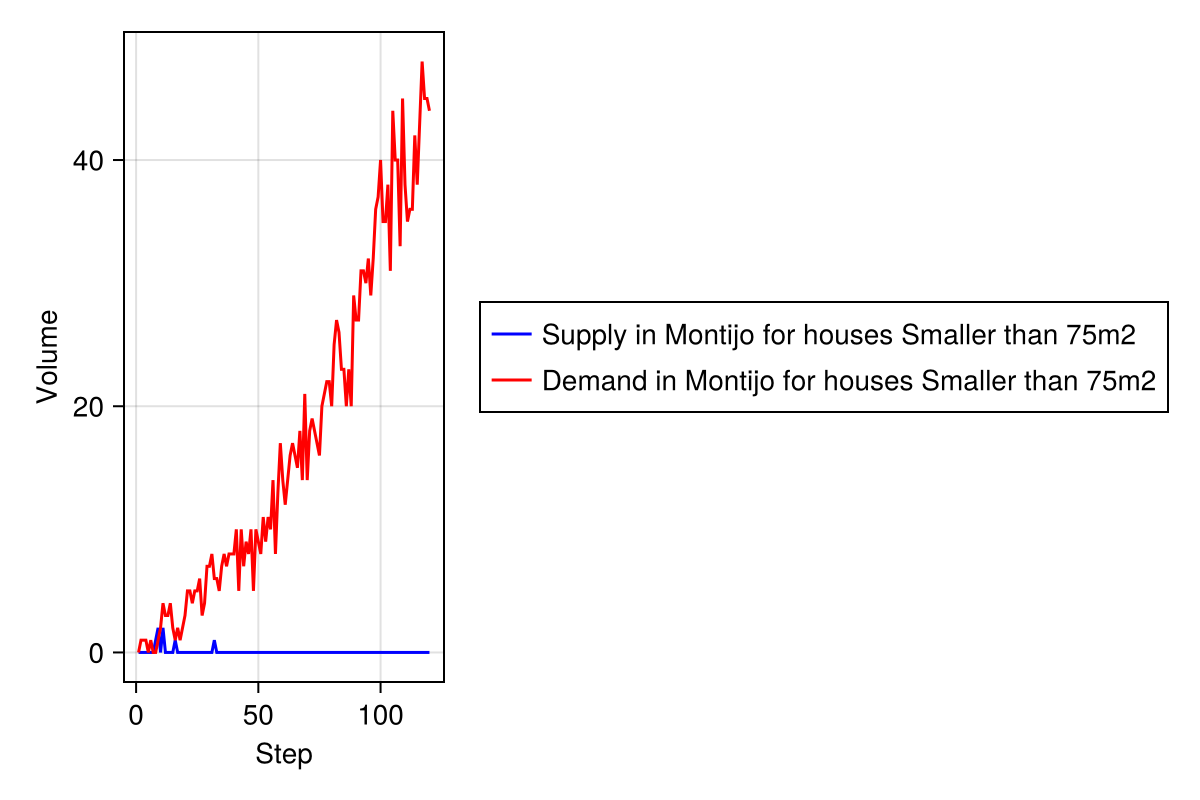 Volume
40
20
0
0 50 100
Step
Supply in Montijo for houses Smaller than 75m2
Demand in Montijo for houses Smaller than 75m2